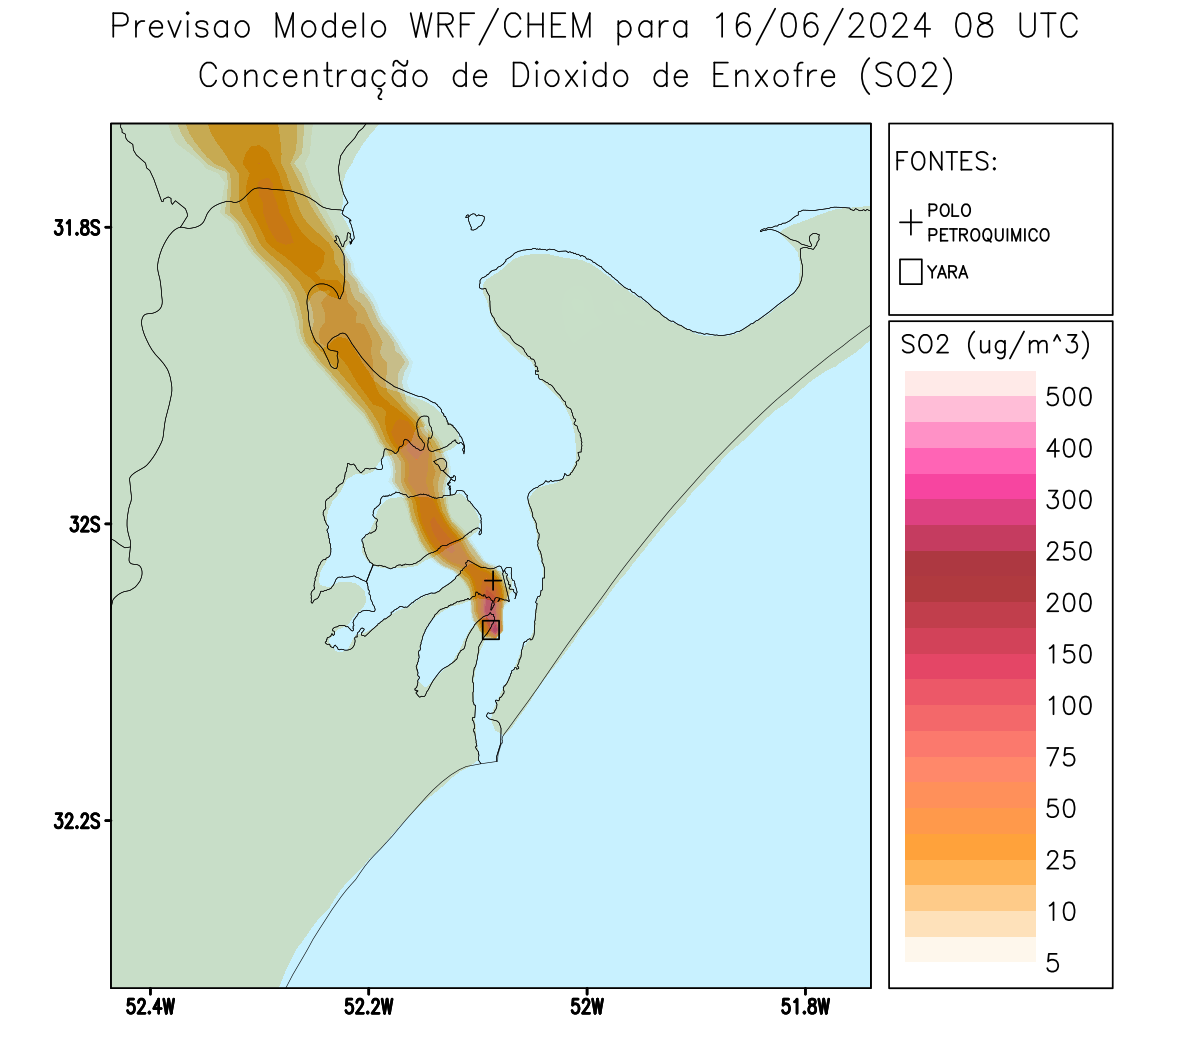 Previsao Modelo WRF/CHEM para 16/06/2024 08 UTC
Concentração de Dioxido de Enxofre (SO2)
FONTES:
POLO
PETROQUIMICO
YARA
SO2 (ug/m^3)
500
400
300
250
200
150
100
75
50
25
10
5
31.8S
32S
32.2S
52.4W
52.2W
52W
51.8W